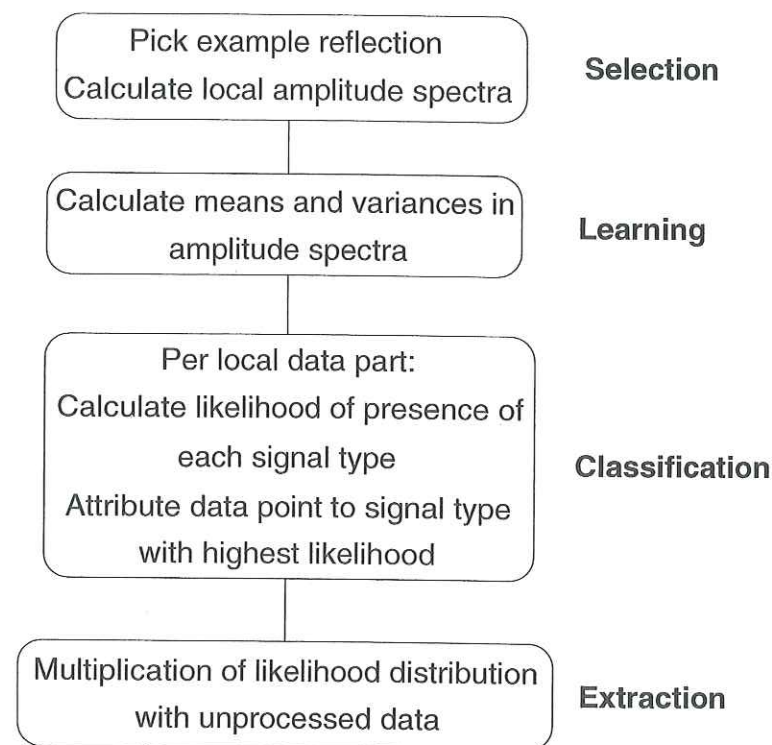 Pick example reflection
Calculate local amplitude spectra
Selection
Calculate means and variances in
amplitude spectra
Learning
Per local data part:
Calculate likelihood of presence of
each signal type
Attribute data point to signal type
with highest likelihood
Classification
Multiplication of likelihood distribution
with unprocessed data
Extraction